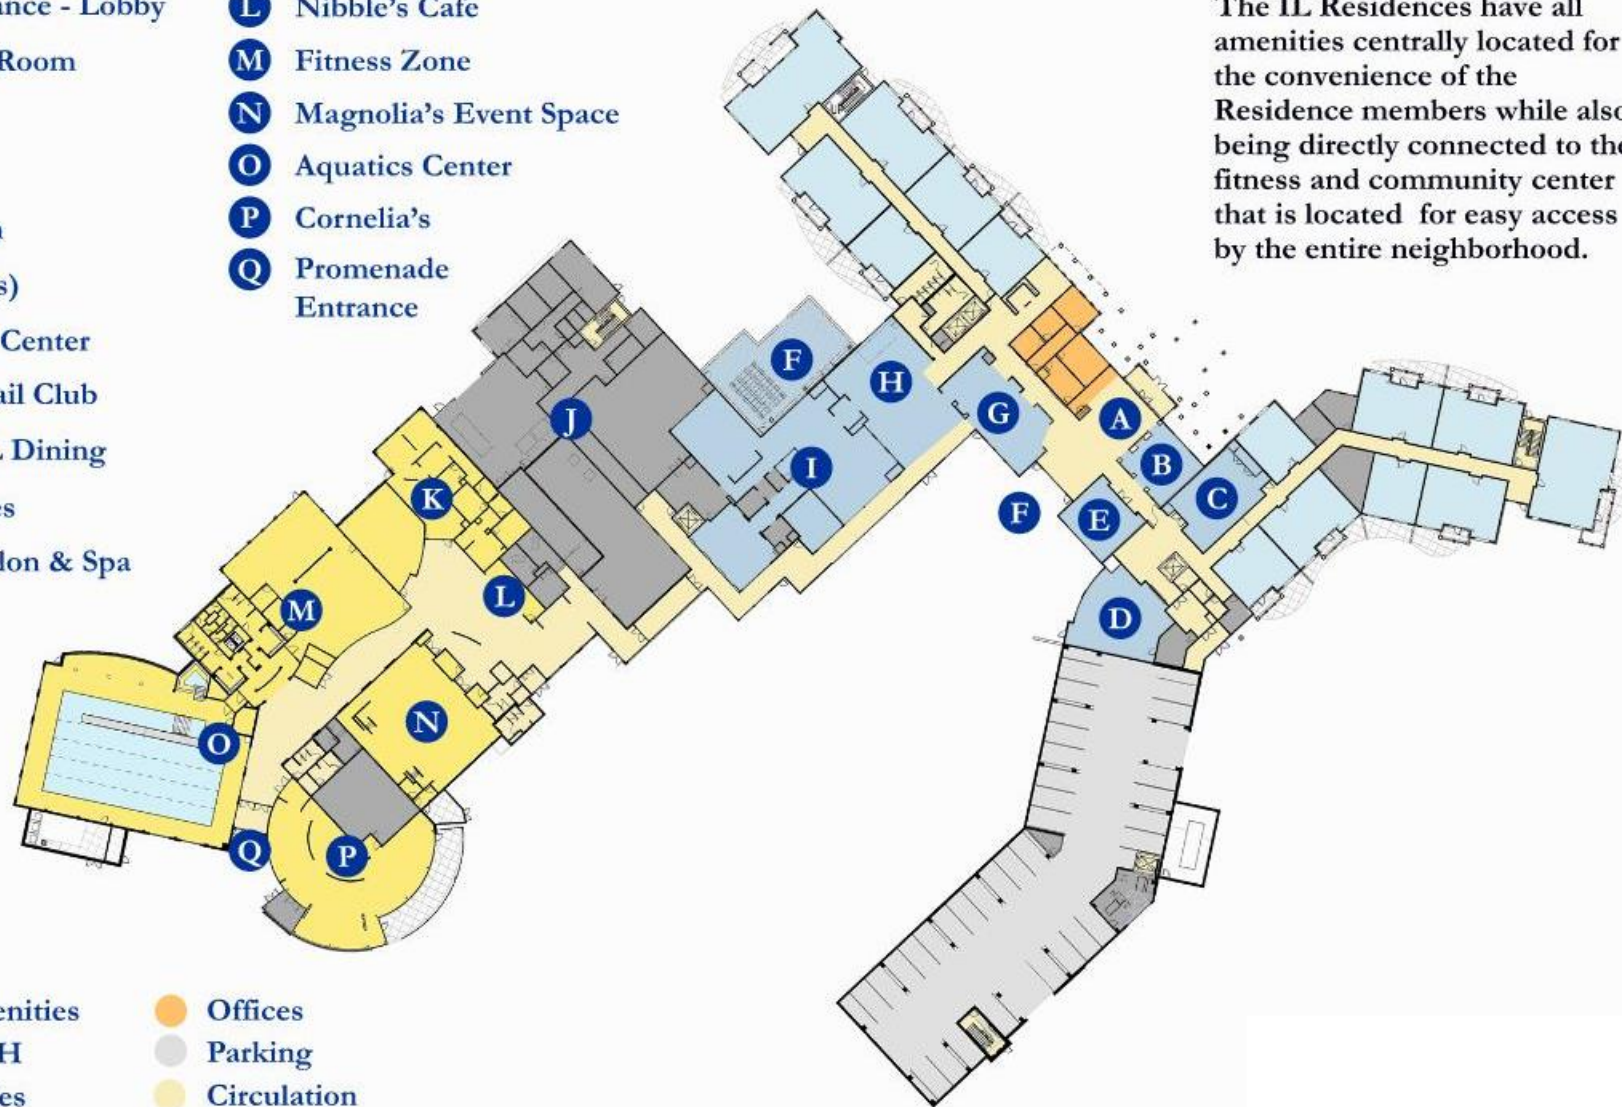 ance - Lobby
Room
s)
Center
ail Club
Dining
es
lon & Spa
L Nibble's Cafe
M Fitness Zone
N Magnolia's Event Space
O Aquatics Center
P Cornelia's
Q Promenade
Entrance
The IL Residences have all
amenities centrally located for
the convenience of the
Residence members while also
being directly connected to the
fitness and community center
that is located for easy access
by the entire neighborhood.
F
H
G
A
J
I
B
C
K
F
E
L
D
M
N
O
Q
P
enities
H
es
Offices
Parking
Circulation